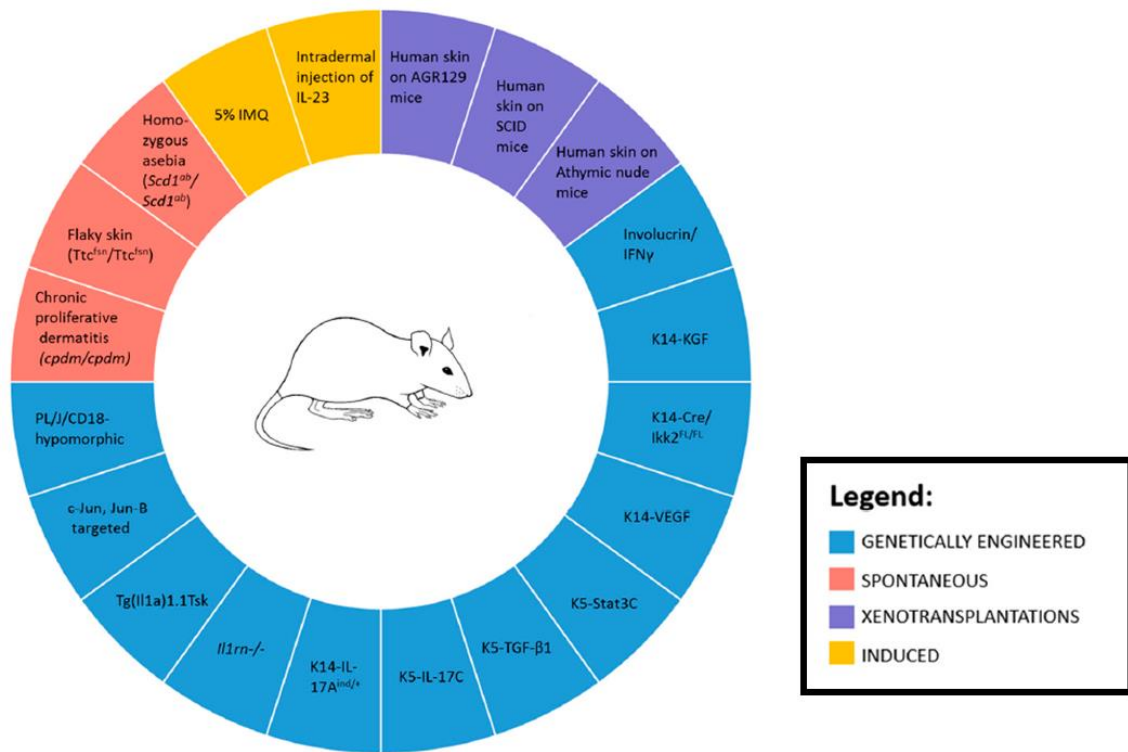 Intradermal
injection of
IL-23
Human skin
on AGR129
mice
Human
skin on
SCID
mice
Human skin on
Athymic nude
mice
Involucrin/
IFNγ
K14-KGF
K14-Cre/
Ikk2FL/FL
K14-VEGF
K5-Stat3C
K5-TGF-β1
K5-IL-17C
K14-IL-
17Aind/+
Il1rn-/-
Tg(Il1a)1.1Tsk
c-Jun, Jun-B
targeted
PL/J/CD18-
hypomorphic
Chronic
proliferative
dermatitis
(cpdm/cpdm)
Flaky skin
(Ttcfsn/Ttcfsn)
Homo-
zygous
asebia
(Scd1ab/
Scd1ab)
5% IMQ
Legend:
GENETICALLY ENGINEERED
SPONTANEOUS
XENOTRANSPLANTATIONS
INDUCED